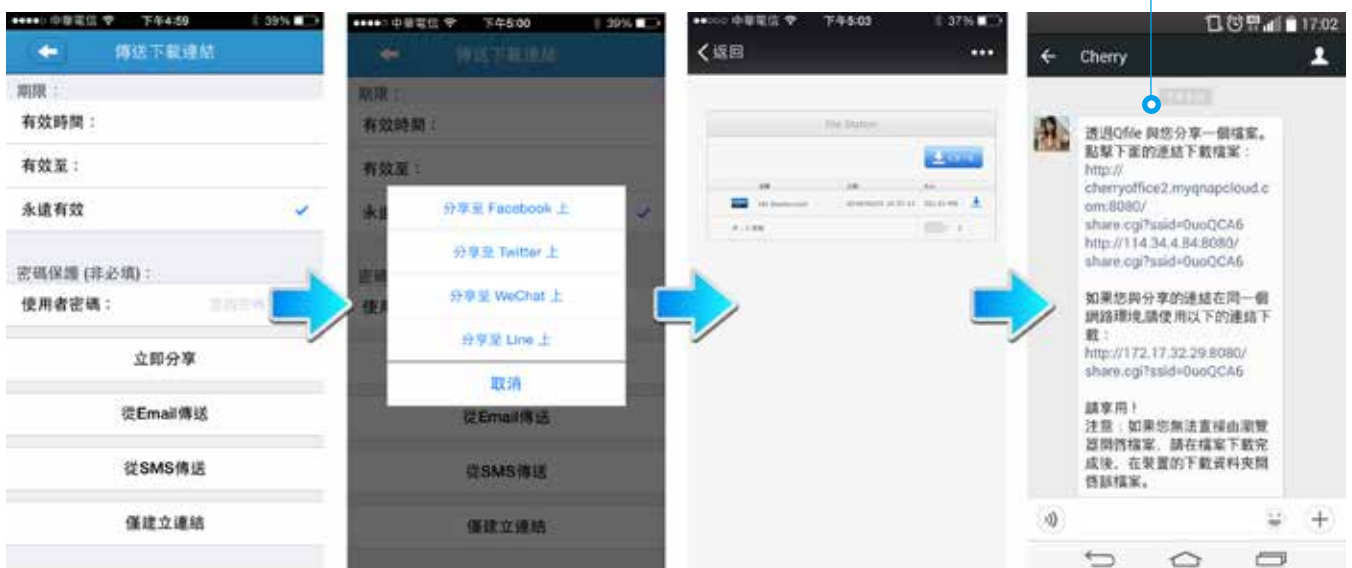 中華電信 下午4:59 39%
傳送下載連結
期限：
有效時間：
有效至：
永遠有效
密碼保護 (非必填)：
使用者密碼：
立即分享
從Email傳送
從SMS傳送
僅建立連結
中華電信 下午5:00 39%
傳送下載連結
期限：
有效時間：
有效至：
分享至 Facebook 上
分享至 Twitter 上
分享至 WeChat 上
分享至 Line 上
取消
從Email傳送
從SMS傳送
僅建立連結
中華電信 下午5:03 37%
返回
File Station
17:02
Cherry
透過Qfile 與您分享一個檔案。
點擊下面的連結下載檔案：
http://
cherryoffice2.myqnapcloud.c
om:8080/
share.cgi?ssid=0uoQCA6
http://114.34.4.84:8080/
share.cgi?ssid=0uoQCA6
如果您與分享的連結在同一個
網路環境,請使用以下的連結下
載：
http://172.17.32.29:8080/
share.cgi?ssid=0uoQCA6
請享用！
注意：如果您無法直接由瀏覽
器開啓檔案，請在檔案下載完
成後，在裝置的下載資料夾開
啓該檔案。